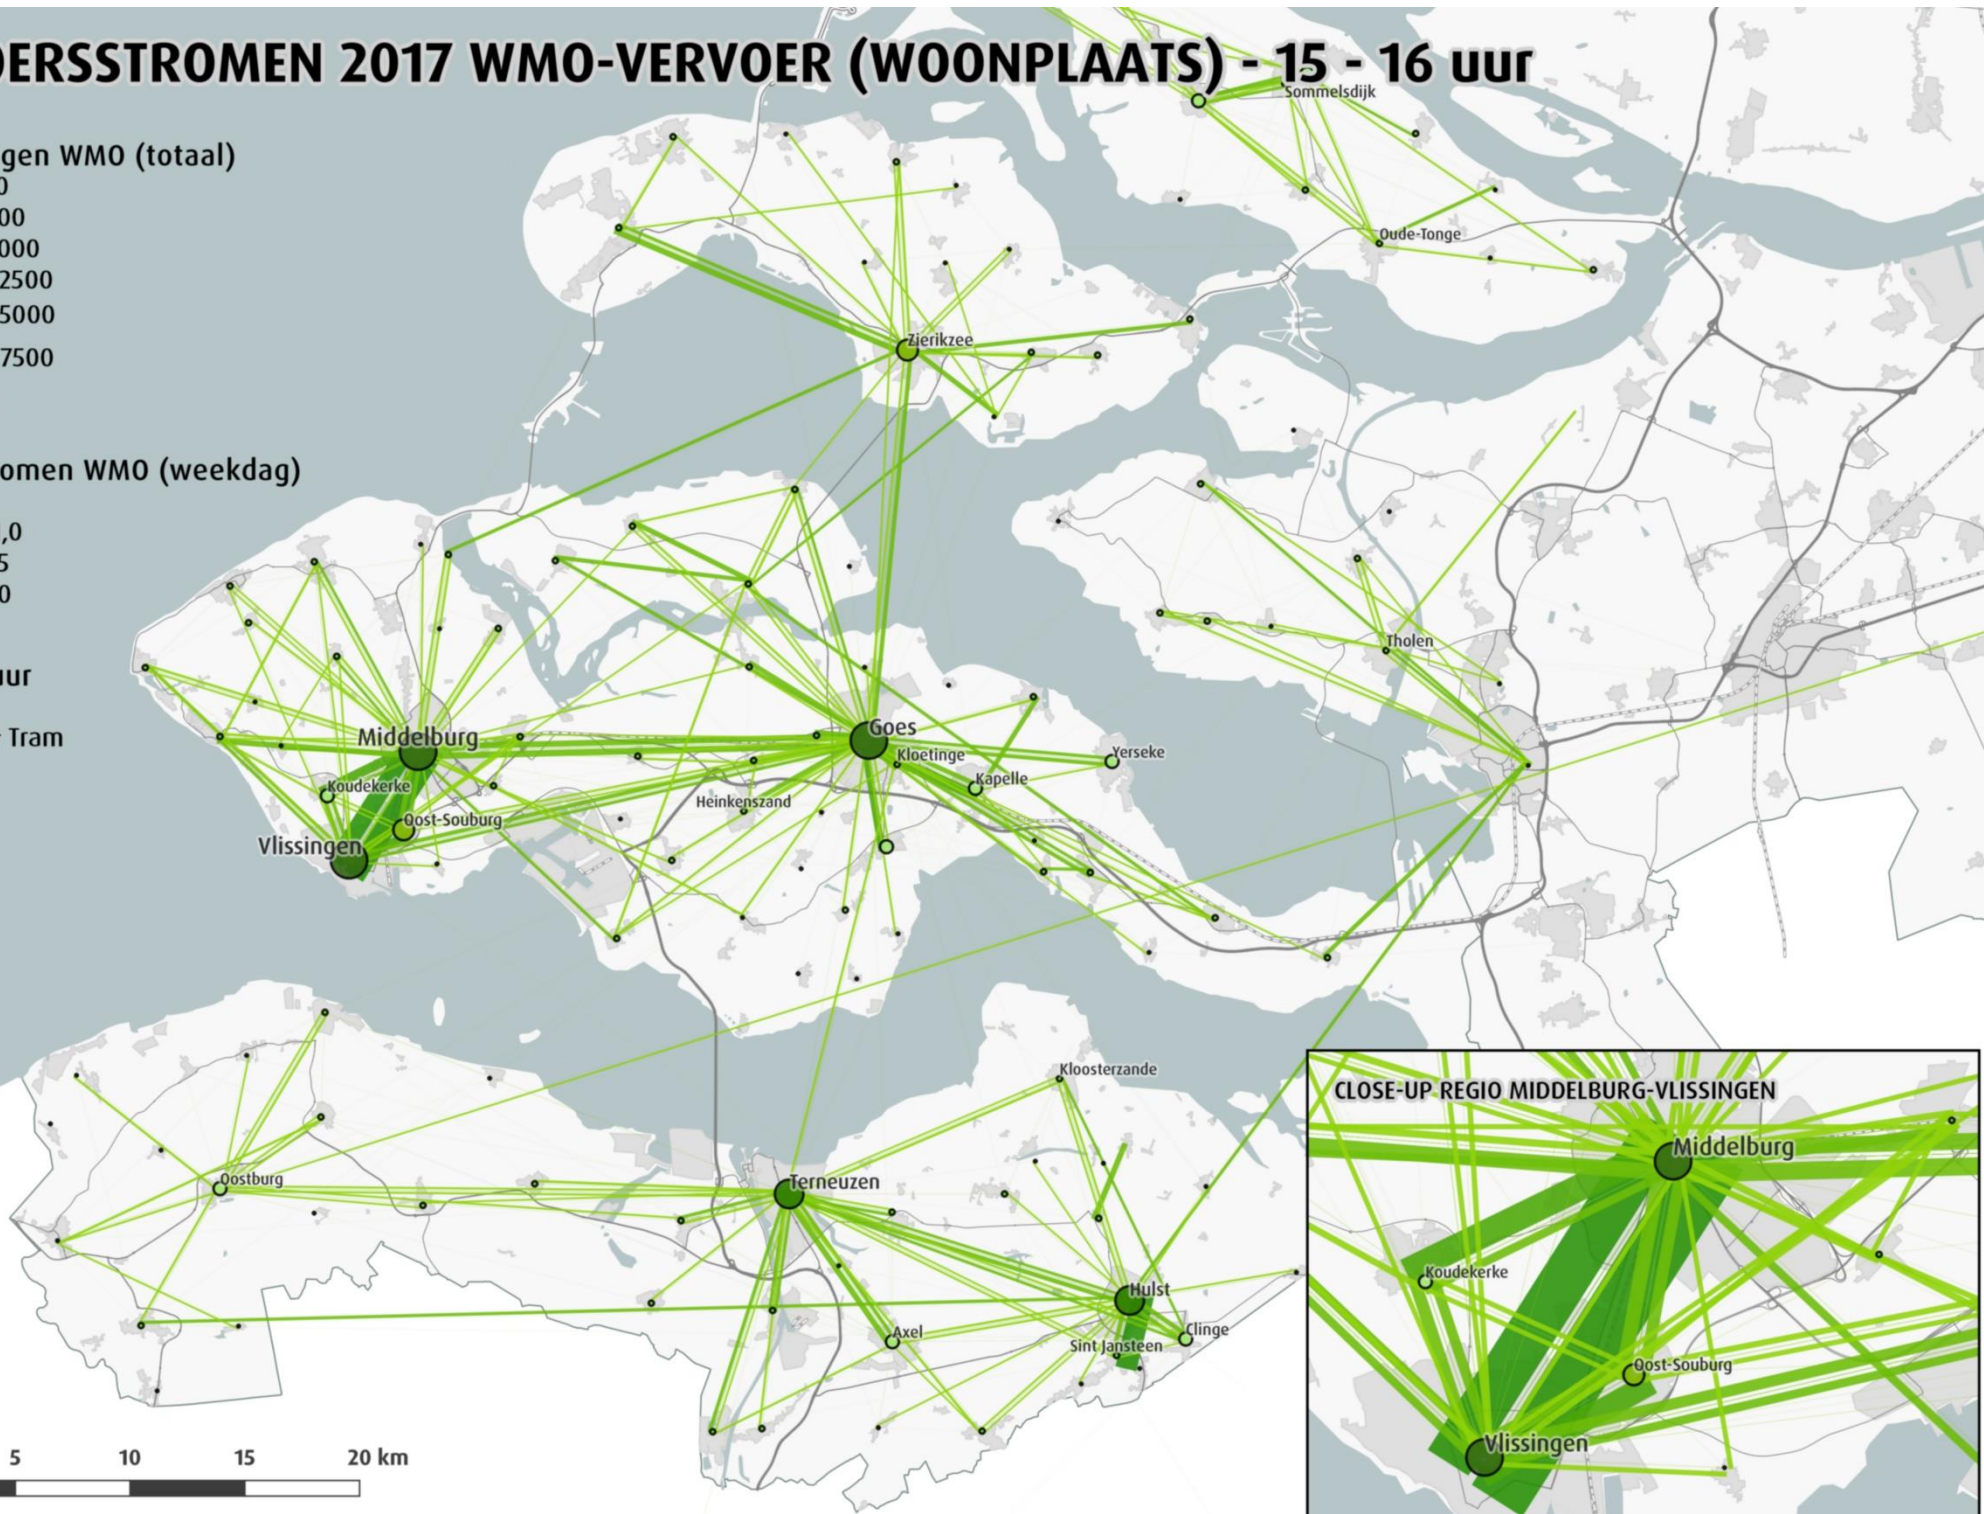 DERSSTROMEN 2017 WMO-VERVOER (WOONPLAATS) - 15 - 16 uur
gen WMO (totaal)
0
00
000
2500
5000
7500
omen WMO (weekdag)
,0
5
0
uur
r Tram
Sommelsdijk
Oude-Tonge
Zierikzee
Tholen
Middelburg
Goes
Kloetinge
Yerseke
Kapelle
Koudekerke
Heinkenszand
Oost-Souburg
Vlissingen
Kloosterzande
Oostburg
Terneuzen
Hulst
Axel
Clinge
Sint Jansteen
5 10 15 20 km
CLOSE-UP REGIO MIDDELBURG-VLISSINGEN
Middelburg
Koudekerke
Oost-Souburg
Vlissingen